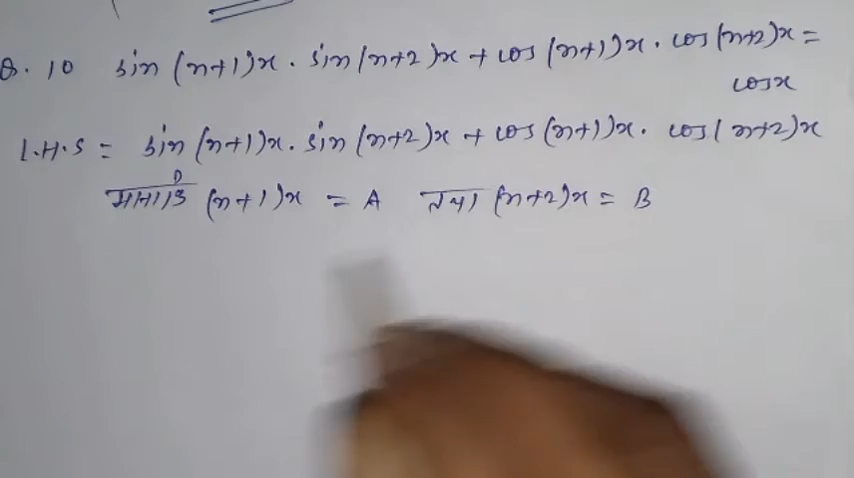 Q. 10 sin (n+1)x . sin (n+2)x + cos (n+1)x . cos (n+2)x =
cosx
L.H.S = sin (n+1)x . sin (n+2)x + cos (n+1)x . cos (n+2)x
माना कि (n+1)x = A तथा (n+2)x = B